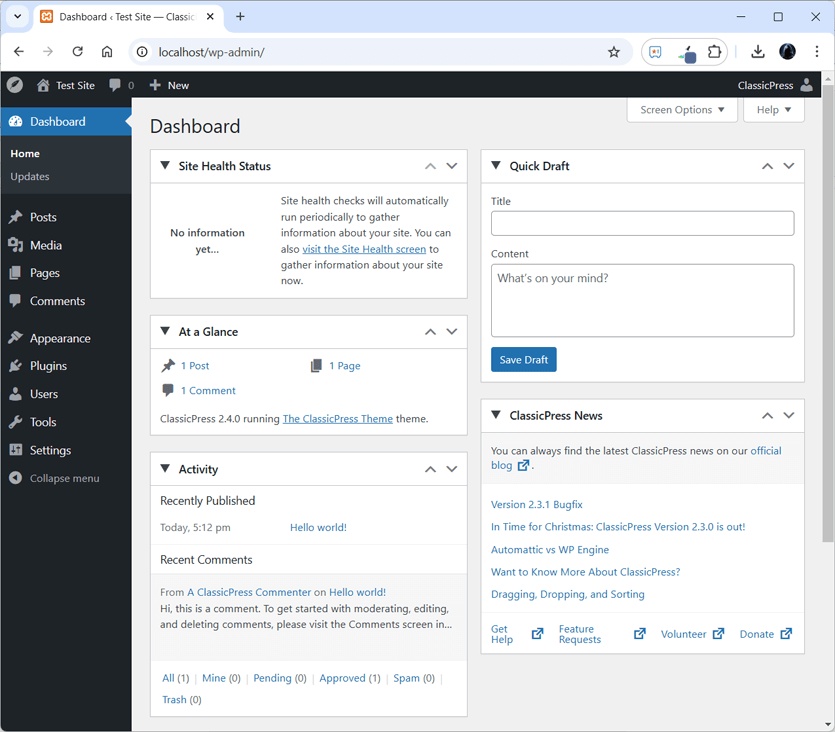 Dashboard ‹ Test Site — Classic
localhost/wp-admin/
Test Site 0 New ClassicPress
Dashboard
Home
Updates
Posts
Media
Pages
Comments
Appearance
Plugins
Users
Tools
Settings
Collapse menu
Screen Options ▼ Help ▼
Dashboard
Site Health Status
No information
yet...
Site health checks will automatically
run periodically to gather
information about your site. You can
also visit the Site Health screen to
gather information about your site
now.
At a Glance
1 Post 1 Page
1 Comment
ClassicPress 2.4.0 running The ClassicPress Theme theme.
Activity
Recently Published
Today, 5:12 pm Hello world!
Recent Comments
From A ClassicPress Commenter on Hello world!
Hi, this is a comment. To get started with moderating, editing,
and deleting comments, please visit the Comments screen in...
All (1) | Mine (0) | Pending (0) | Approved (1) | Spam (0) |
Trash (0)
Quick Draft
Title
Content
What's on your mind?
Save Draft
ClassicPress News
You can always find the latest ClassicPress news on our official
blog .
Version 2.3.1 Bugfix
In Time for Christmas: ClassicPress Version 2.3.0 is out!
Automattic vs WP Engine
Want to Know More About ClassicPress?
Dragging, Dropping, and Sorting
Get
Help
Feature
Requests
Volunteer
Donate